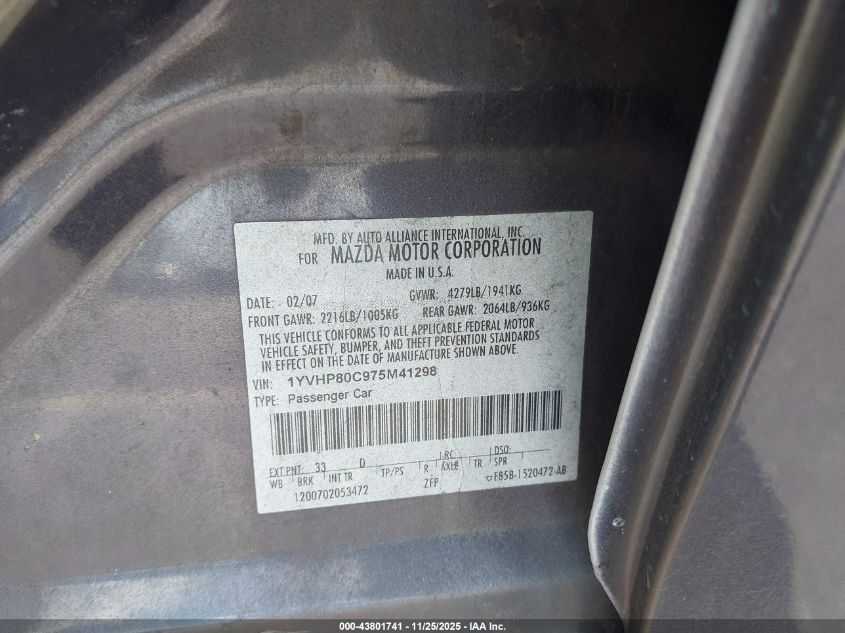 MFD. BY AUTO ALLIANCE INTERNATIONAL, INC.
FOR MAZDA MOTOR CORPORATION
MADE IN U.S.A.
DATE: 02/07 GVWR: 4279LB/1941KG
FRONT GAWR: 2216LB/1005KG REAR GAWR: 2064LB/936KG
THIS VEHICLE CONFORMS TO ALL APPLICABLE FEDERAL MOTOR
VEHICLE SAFETY, BUMPER, AND THEFT PREVENTION STANDARDS
IN EFFECT ON THE DATE OF MANUFACTURE SHOWN ABOVE.
VIN: 1YVHP80C975M41298
TYPE: Passenger Car
EXT PNT: 33 D RC: DSO:
WB BRK INT TR TP/PS R AXLE TR SPR
1200702053472 ZFP F85B-1520472-AB
000-43801741 - 11/25/2025 - IAA Inc.